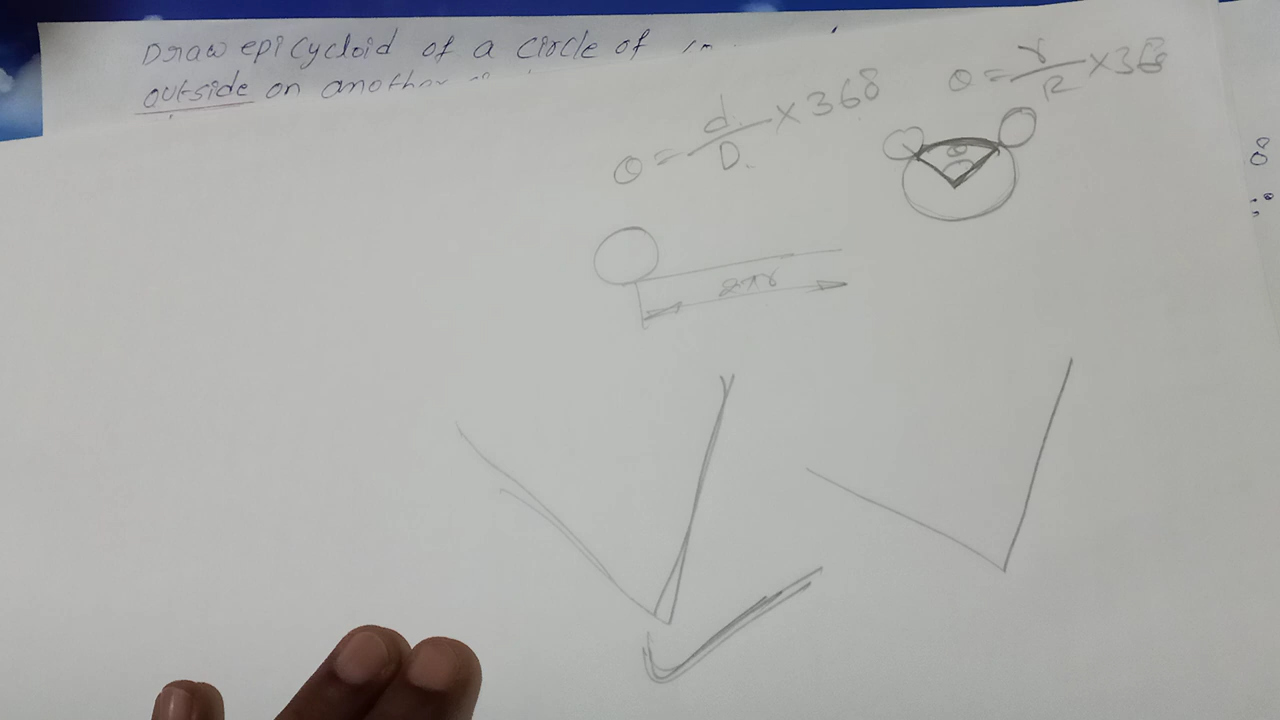 Draw epicycloid of a circle of
outside on another
θ = d/D × 360°
θ = r/R × 360°
θ
2πr